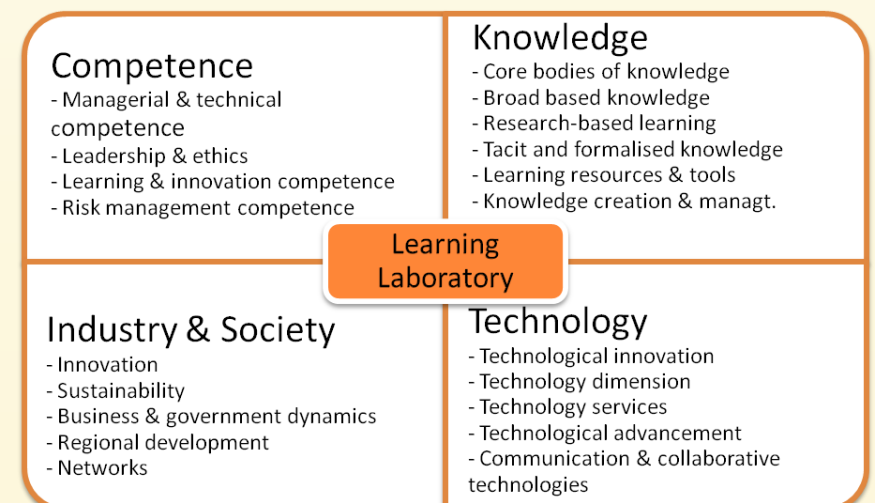 Competence
- Managerial & technical
competence
- Leadership & ethics
- Learning & innovation competence
- Risk management competence
Knowledge
- Core bodies of knowledge
- Broad based knowledge
- Research-based learning
- Tacit and formalised knowledge
- Learning resources & tools
- Knowledge creation & managt.
Learning
Laboratory
Industry & Society
- Innovation
- Sustainability
- Business & government dynamics
- Regional development
- Networks
Technology
- Technological innovation
- Technology dimension
- Technology services
- Technological advancement
- Communication & collaborative
technologies